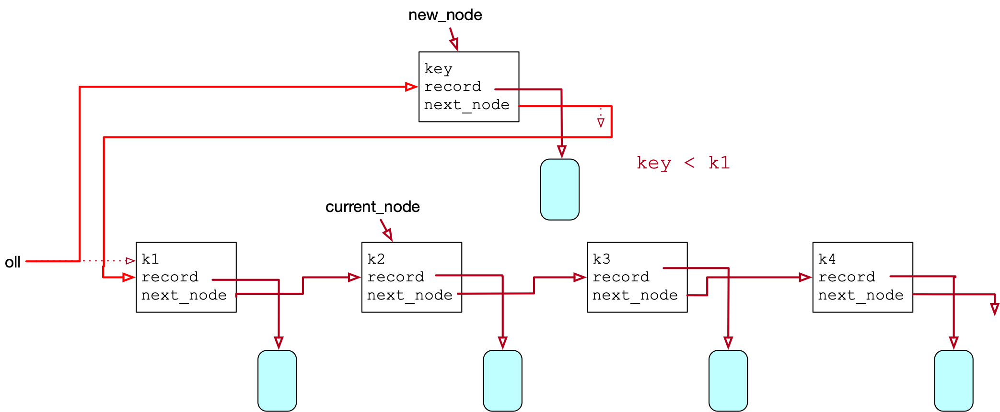 new_node
key
record
next_node
key < k1
current_node
oll
k1
record
next_node
k2
record
next_node
k3
record
next_node
k4
record
next_node